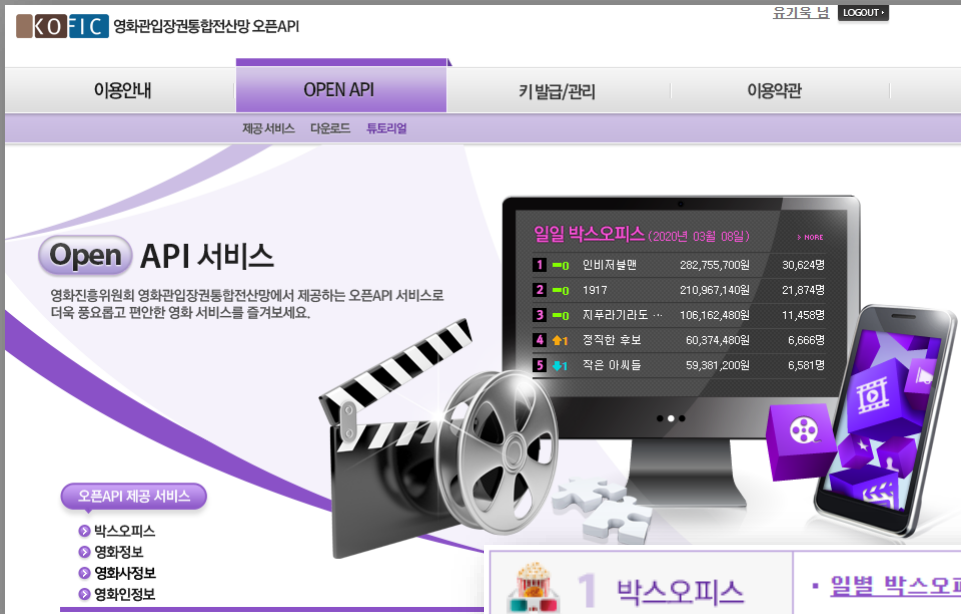 KOFIC 영화관입장권통합전산망 오픈API
유기욱 님 LOGOUT
이용안내 OPEN API 키 발급/관리 이용약관
제공 서비스 다운로드 튜토리얼
Open API 서비스
영화진흥위원회 영화관입장권통합전산망에서 제공하는 오픈API 서비스로
더욱 풍요롭고 편안한 영화 서비스를 즐겨보세요.
일일 박스오피스 (2020년 03월 08일) > MORE
1 0 인비저블맨 282,755,700원 30,624명
2 0 1917 210,967,140원 21,874명
3 0 지푸라기라도 ··· 106,162,480원 11,458명
4 1 정직한 후보 60,374,480원 6,666명
5 1 작은 아씨들 59,381,200원 6,581명
오픈API 제공 서비스
박스오피스
영화정보
영화사정보
영화인정보
1 박스오피스
일별 박스오피